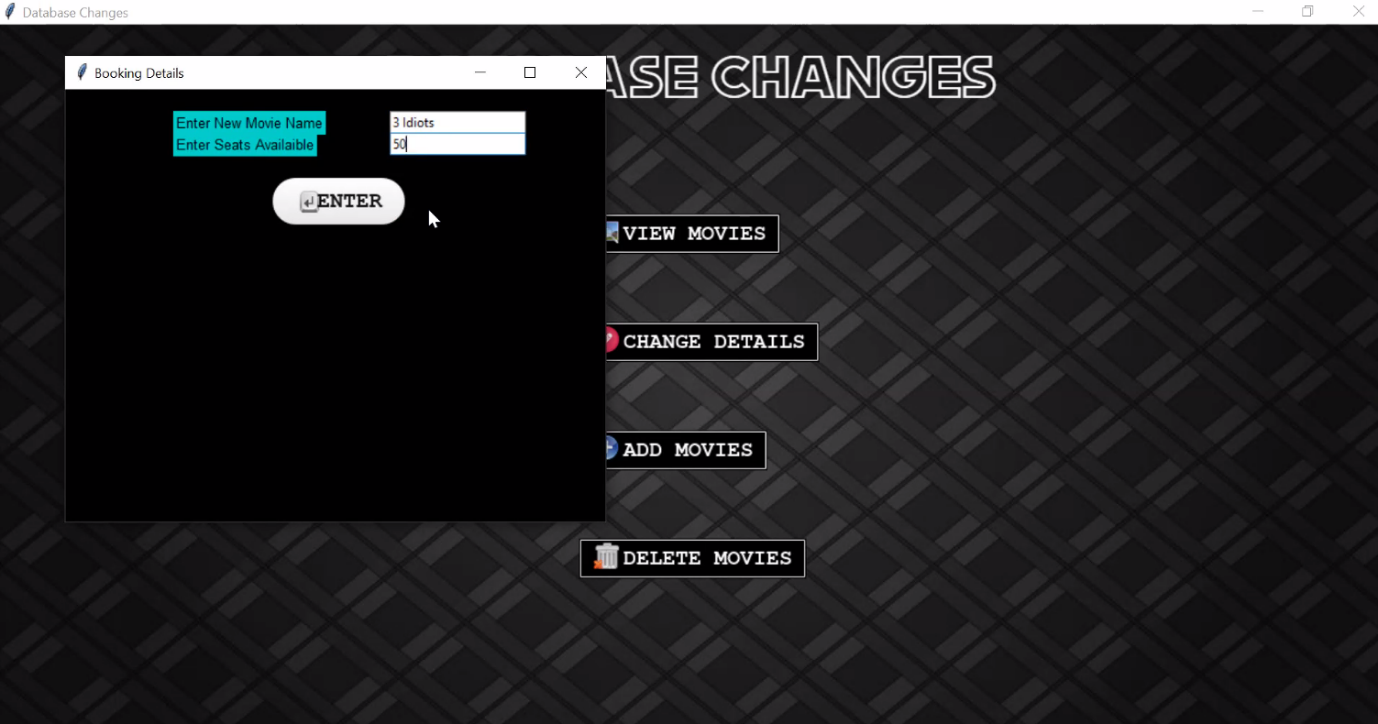 Database Changes
ASE CHANGES
Booking Details
Enter New Movie Name 3 Idiots
Enter Seats Availaible 50
ENTER
VIEW MOVIES
CHANGE DETAILS
ADD MOVIES
DELETE MOVIES